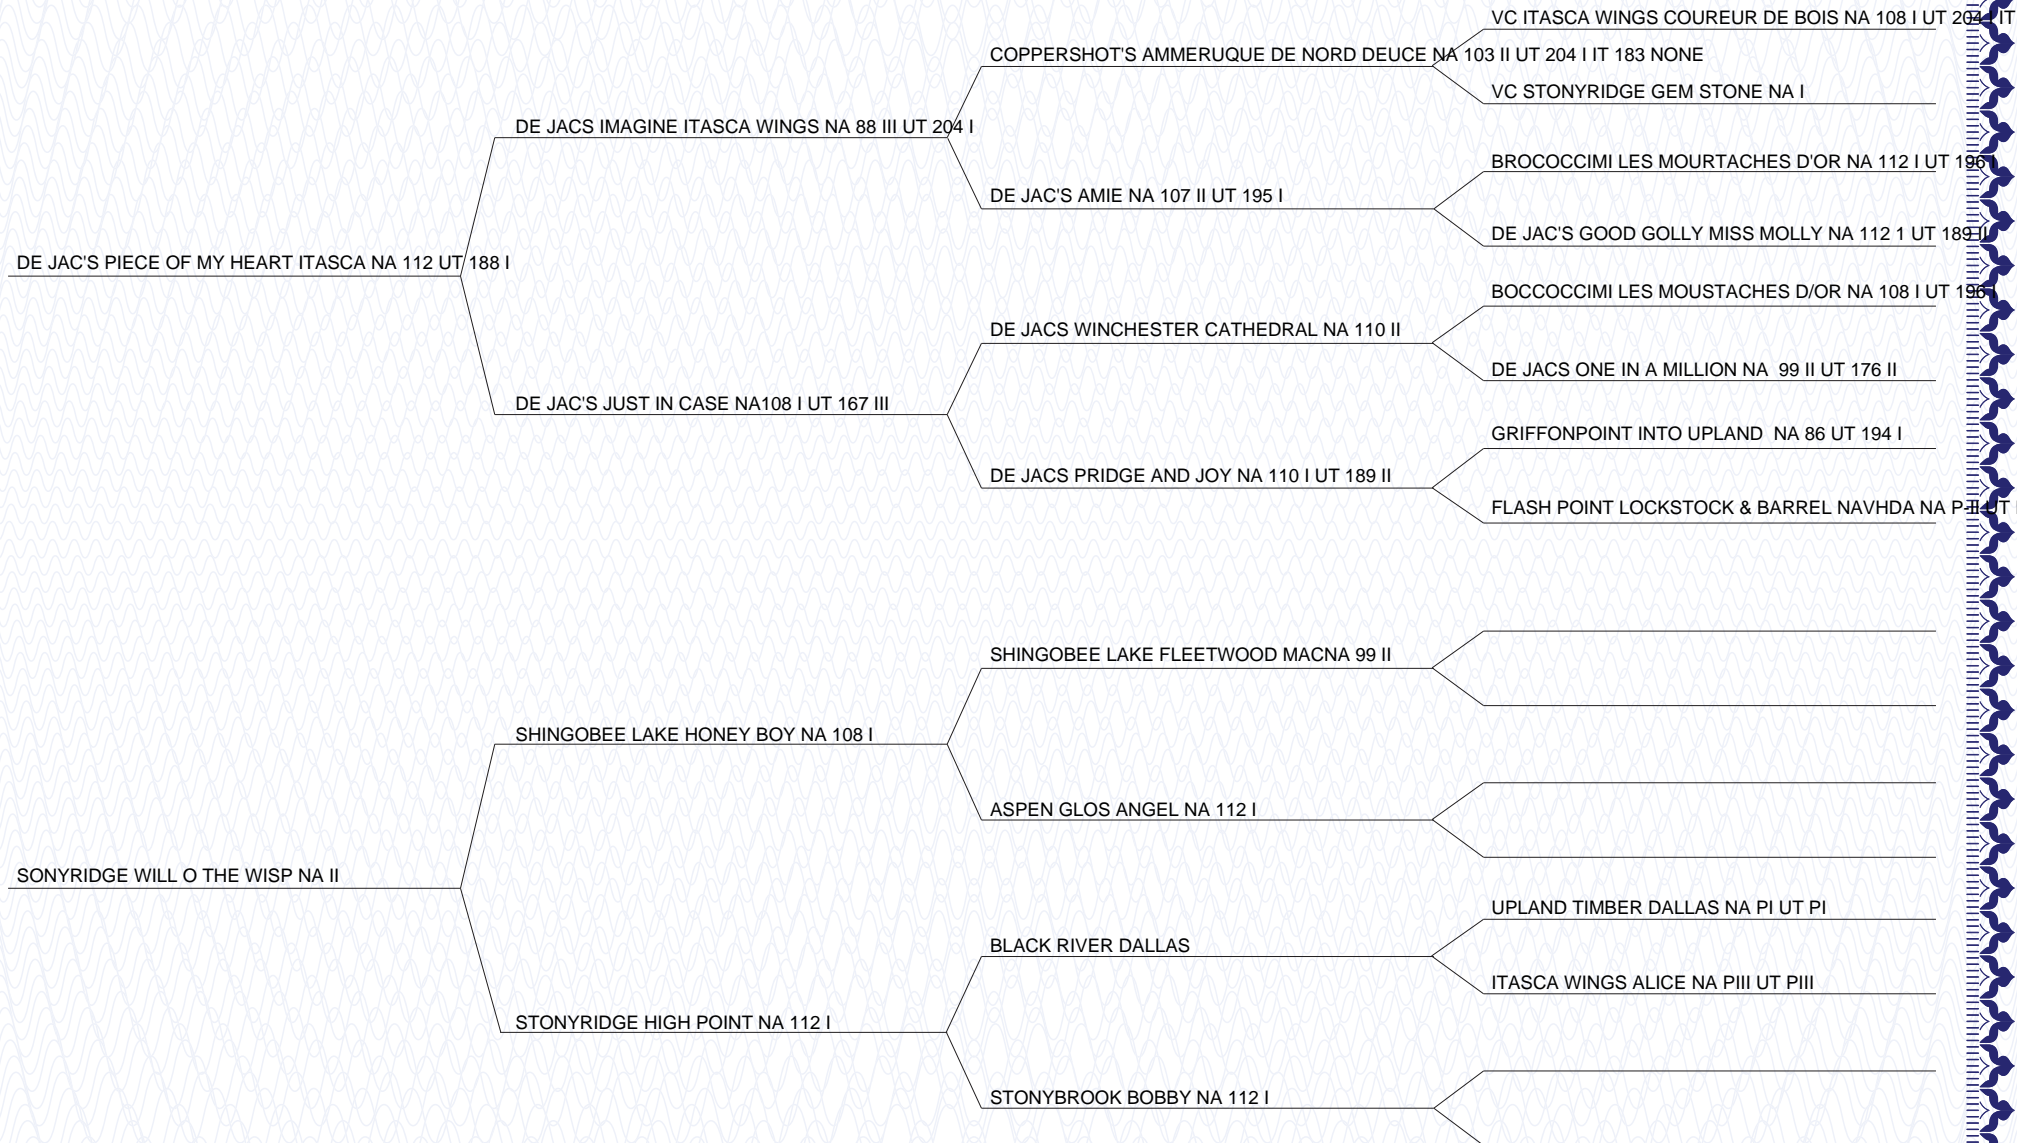 VC ITASCA WINGS COUREUR DE BOIS NA 108 I UT 204 I IT
COPPERSHOT'S AMMERUQUE DE NORD DEUCE NA 103 II UT 204 I IT 183 NONE
VC STONYRIDGE GEM STONE NA I
DE JACS IMAGINE ITASCA WINGS NA 88 III UT 204 I
BROCOCCIMI LES MOURTACHES D'OR NA 112 I UT 196 I
DE JAC'S AMIE NA 107 II UT 195 I
DE JAC'S GOOD GOLLY MISS MOLLY NA 112 1 UT 189 II
DE JAC'S PIECE OF MY HEART ITASCA NA 112 UT 188 I
BOCCOCCIMI LES MOUSTACHES D/OR NA 108 I UT 196 I
DE JACS WINCHESTER CATHEDRAL NA 110 II
DE JACS ONE IN A MILLION NA  99 II UT 176 II
DE JAC'S JUST IN CASE NA108 I UT 167 III
GRIFFONPOINT INTO UPLAND  NA 86 UT 194 I
DE JACS PRIDGE AND JOY NA 110 I UT 189 II
FLASH POINT LOCKSTOCK & BARREL NAVHDA NA P-II UT
SHINGOBEE LAKE FLEETWOOD MACNA 99 II
SHINGOBEE LAKE HONEY BOY NA 108 I
ASPEN GLOS ANGEL NA 112 I
SONYRIDGE WILL O THE WISP NA II
UPLAND TIMBER DALLAS NA PI UT PI
BLACK RIVER DALLAS
ITASCA WINGS ALICE NA PIII UT PIII
STONYRIDGE HIGH POINT NA 112 I
STONYBROOK BOBBY NA 112 I